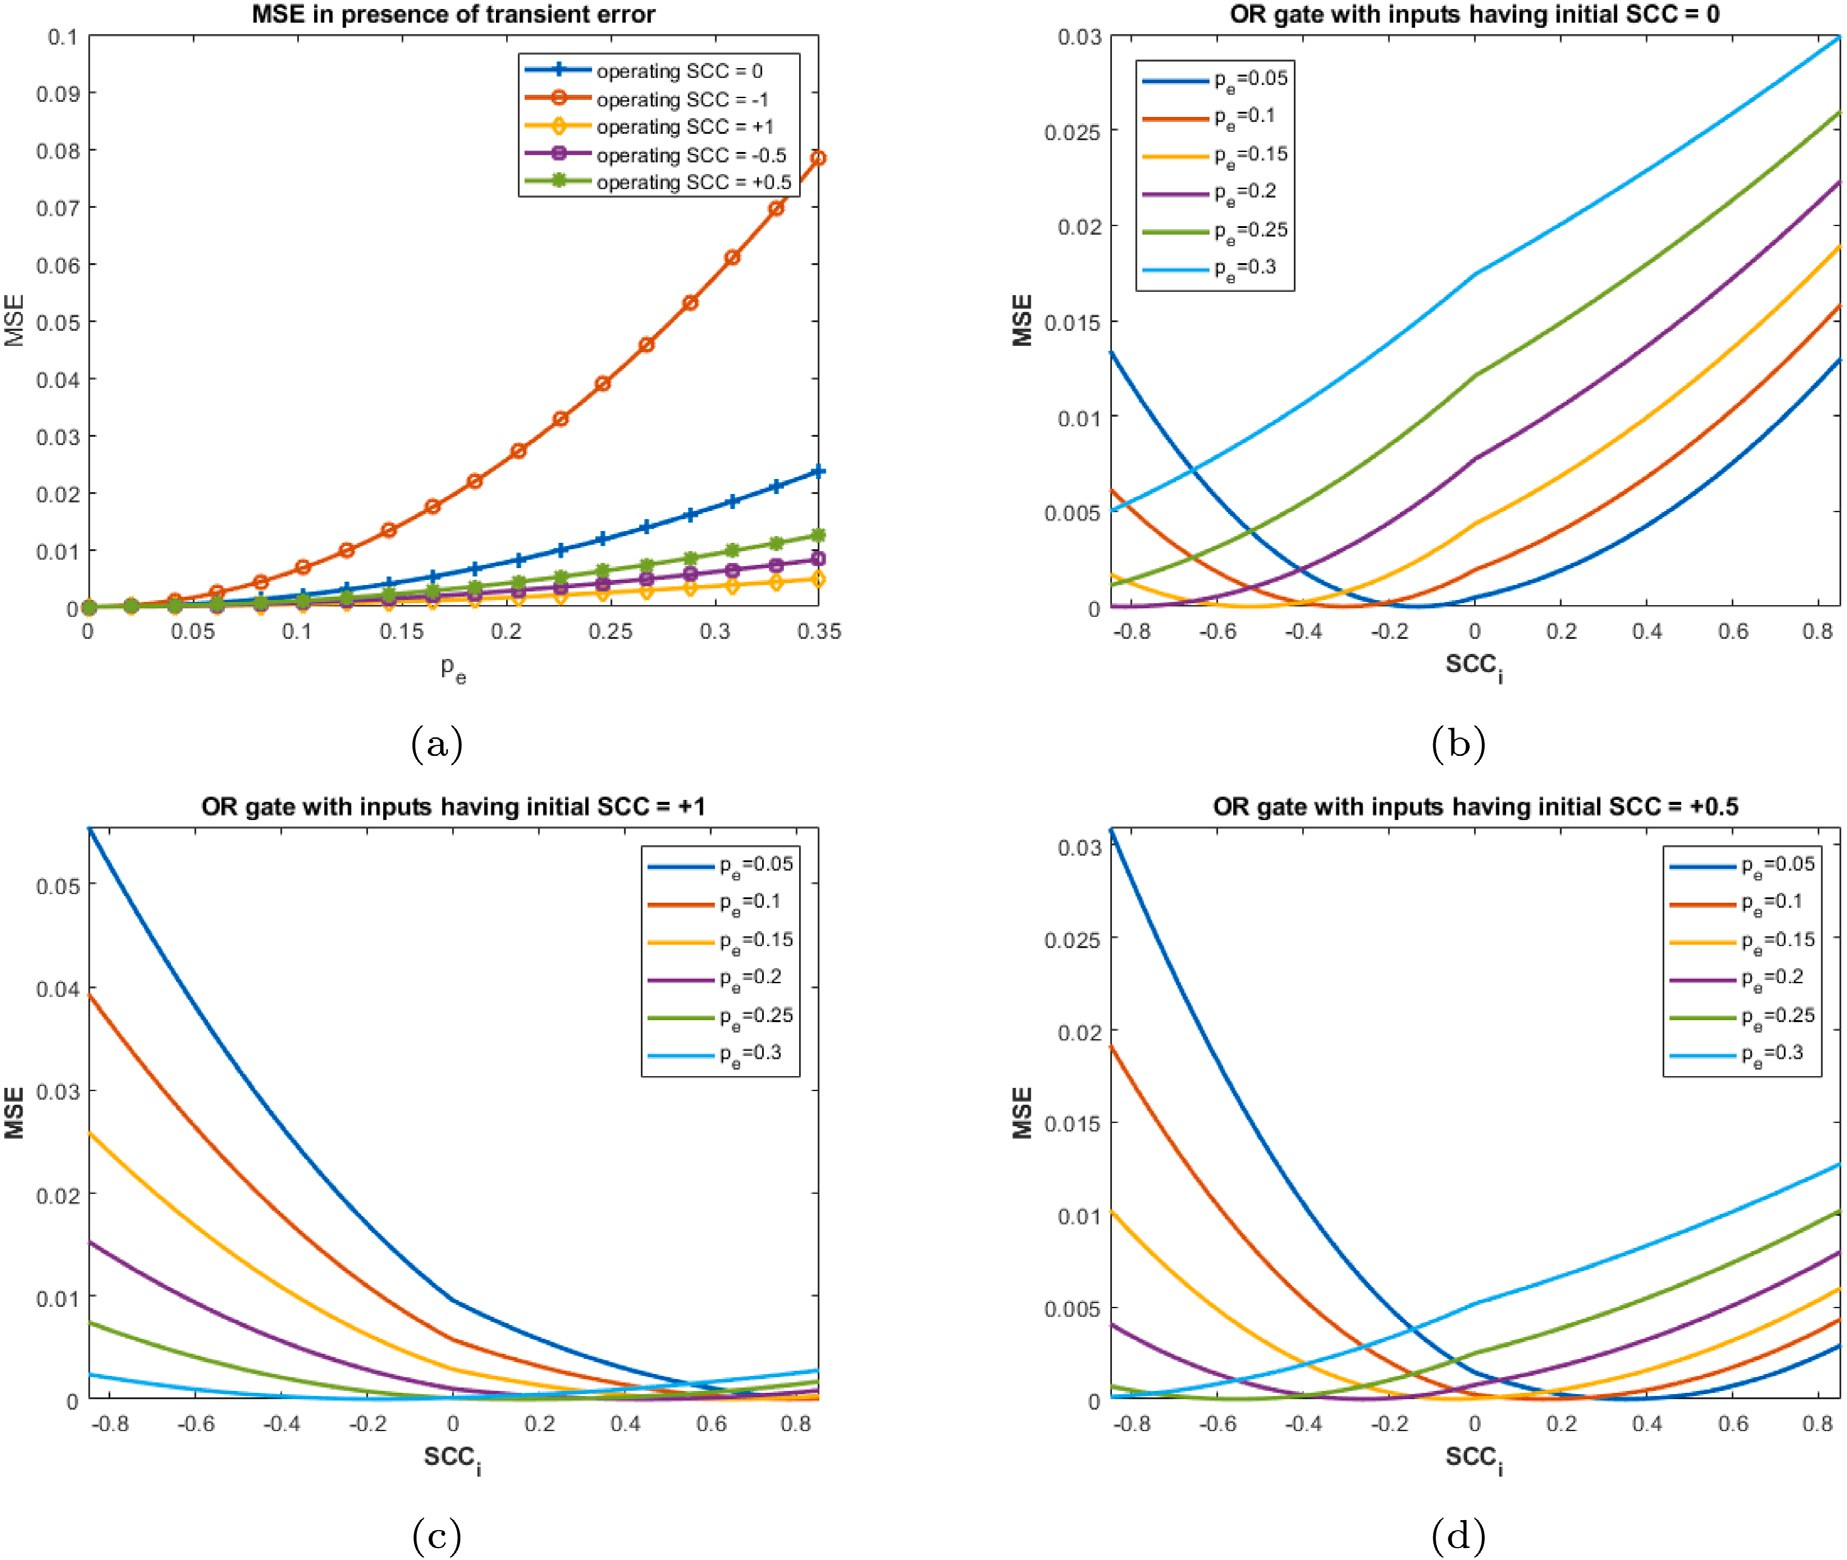 MSE in presence of transient error
0.1
0.09
0.08
0.07
0.06
0.05
0.04
0.03
0.02
0.01
0
MSE
operating SCC = 0
operating SCC = -1
operating SCC = +1
operating SCC = -0.5
operating SCC = +0.5
0 0.05 0.1 0.15 0.2 0.25 0.3 0.35
pe
(a)
OR gate with inputs having initial SCC = 0
0.03
0.025
0.02
0.015
0.01
0.005
0
MSE
pe=0.05
pe=0.1
pe=0.15
pe=0.2
pe=0.25
pe=0.3
-0.8 -0.6 -0.4 -0.2 0 0.2 0.4 0.6 0.8
SCCi
(b)
OR gate with inputs having initial SCC = +1
0.05
0.04
0.03
0.02
0.01
0
MSE
pe=0.05
pe=0.1
pe=0.15
pe=0.2
pe=0.25
pe=0.3
-0.8 -0.6 -0.4 -0.2 0 0.2 0.4 0.6 0.8
SCCi
(c)
OR gate with inputs having initial SCC = +0.5
0.03
0.025
0.02
0.015
0.01
0.005
0
MSE
pe=0.05
pe=0.1
pe=0.15
pe=0.2
pe=0.25
pe=0.3
-0.8 -0.6 -0.4 -0.2 0 0.2 0.4 0.6 0.8
SCCi
(d)